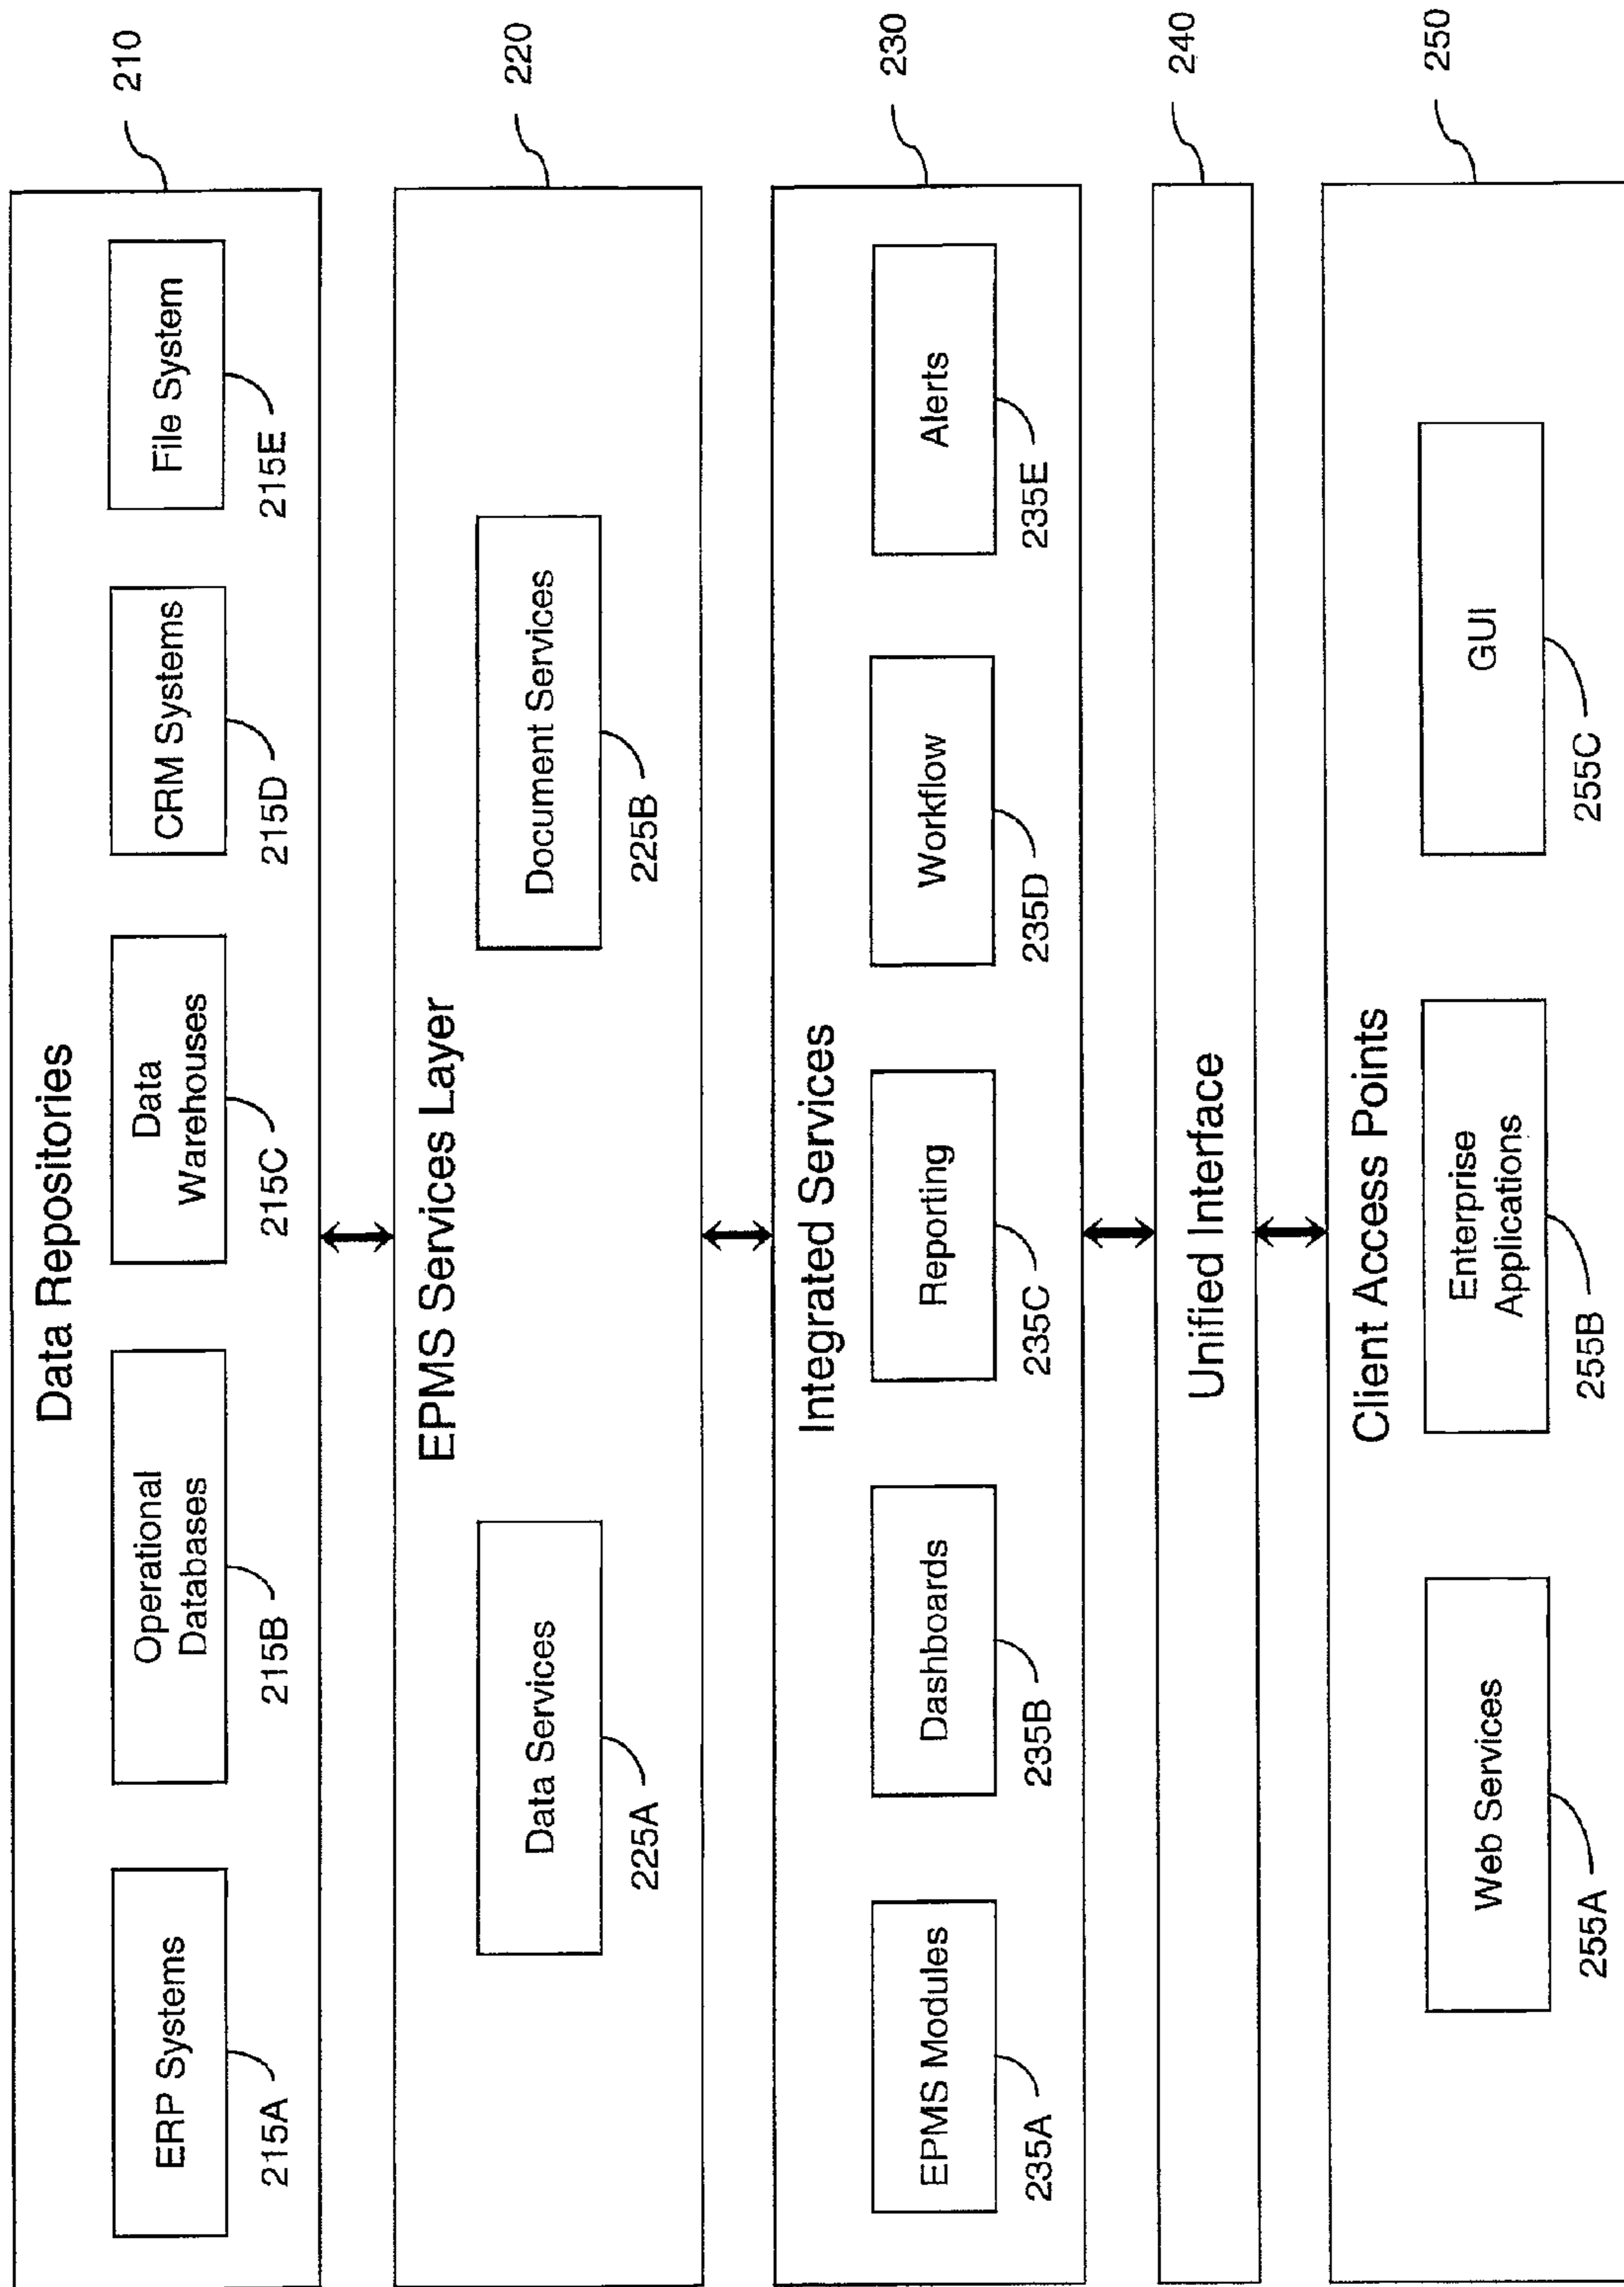 Data Repositories
210
ERP Systems
215A
Operational
Databases
215B
Data
Warehouses
215C
CRM Systems
215D
File System
215E
EPMS Services Layer
220
Data Services
225A
Document Services
225B
Integrated Services
230
EPMS Modules
235A
Dashboards
235B
Reporting
235C
Workflow
235D
Alerts
235E
Unified Interface
240
Client Access Points
250
Web Services
255A
Enterprise
Applications
255B
GUI
255C